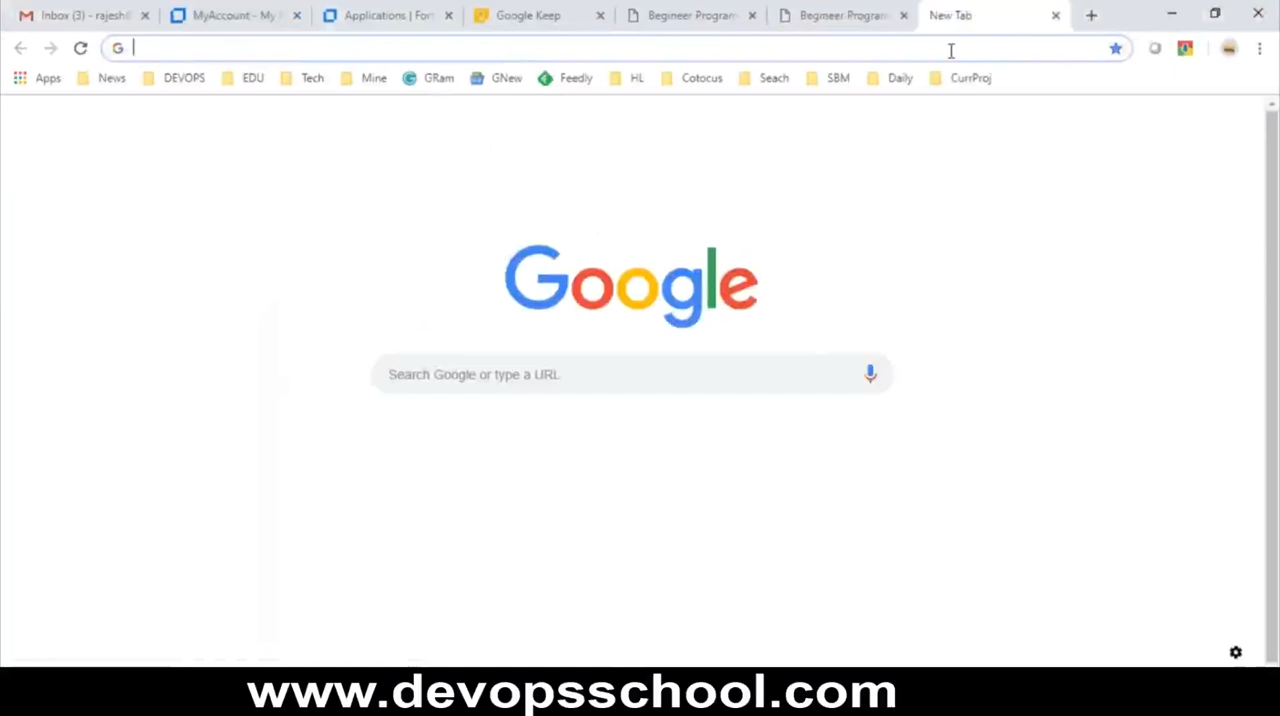 Inbox (3) - rajesh
MyAccount - My
Applications | Fon
Google Keep
Begineer Program
Begineer Program
New Tab
Apps
News
DEVOPS
EDU
Tech
Mine
GRam
GNew
Feedly
HL
Cotocus
Seach
SBM
Daily
CurrProj
Google
Search Google or type a URL
www.devopsschool.com